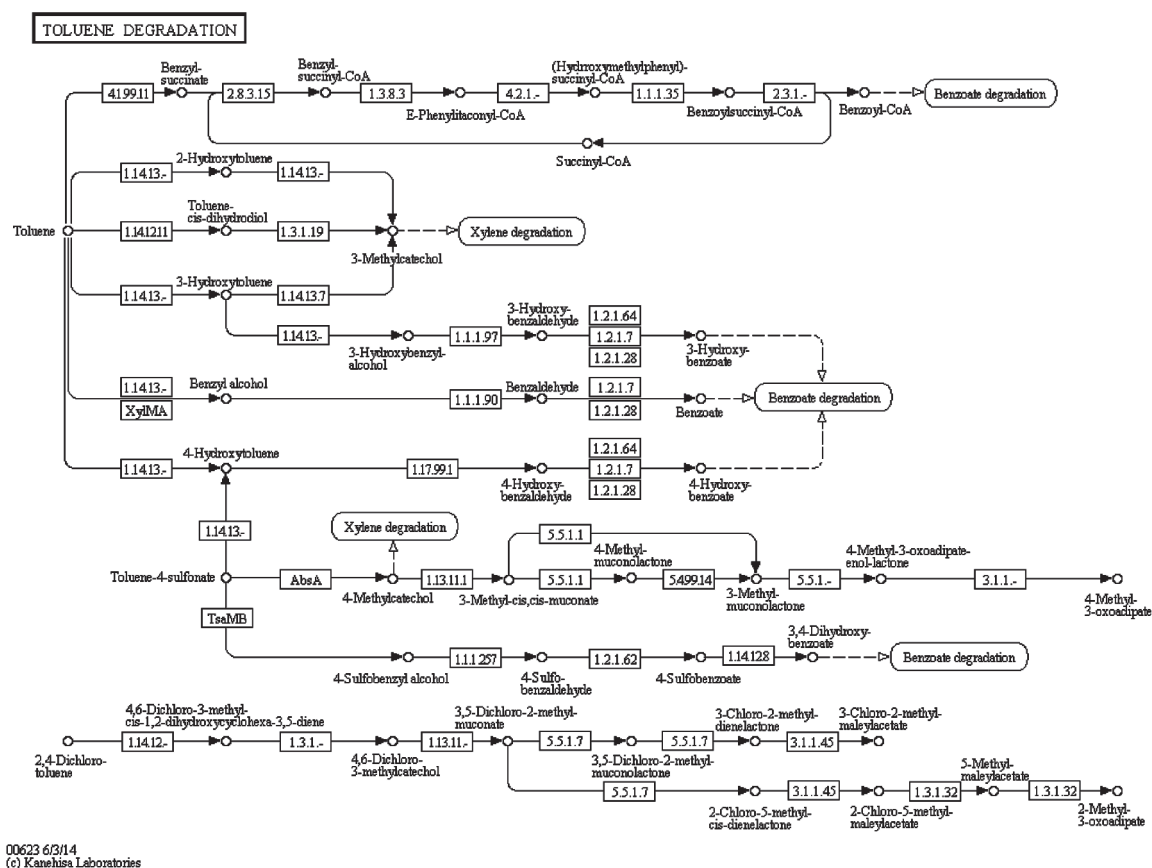 TOLUENE DEGRADATION
Benzyl-
succinate
Benzyl-
succinyl-CoA
(Hydrroxymethylphenyl)-
succinyl-CoA
4.1.99.11
2.8.3.15
1.3.8.3
4.2.1.-
1.1.1.35
2.3.1.-
Benzoate degradation
E-Phenylitaconyl-CoA
Benzoylsuccinyl-CoA
Benzoyl-CoA
Succinyl-CoA
2-Hydroxytoluene
1.14.13.-
1.14.13.-
Toluene-
cis-dihydrodiol
Toluene
1.14.12.11
1.3.1.19
Xylene degradation
3-Methylcatechol
3-Hydroxytoluene
1.14.13.-
1.14.13.7
3-Hydroxy-
benzaldehyde
1.2.1.64
1.14.13.-
1.1.1.97
1.2.1.7
1.2.1.28
3-Hydroxybenzyl-
alcohol
3-Hydroxy-
benzoate
1.14.13.-
XylMA
Benzyl alcohol
1.1.1.90
Benzaldehyde
1.2.1.7
1.2.1.28
Benzoate
Benzoate degradation
4-Hydroxytoluene
1.14.13.-
1.17.99.1
1.2.1.64
1.2.1.7
1.2.1.28
4-Hydroxy-
benzaldehyde
4-Hydroxy-
benzoate
1.14.13.-
Xylene degradation
5.5.1.1
4-Methyl-
muconolactone
4-Methyl-3-oxoadipate-
enol-lactone
Toluene-4-sulfonate
AbsA
1.13.11.1
5.5.1.1
5.4.99.14
5.5.1.-
3.1.1.-
4-Methylcatechol
3-Methyl-cis,cis-muconate
3-Methyl-
muconolactone
4-Methyl-
3-oxoadipate
TsaMB
3,4-Dihydroxy-
benzoate
1.1.1.257
1.2.1.62
1.14.12.8
Benzoate degradation
4-Sulfobenzyl alcohol
4-Sulfo-
benzaldehyde
4-Sulfobenzoate
4,6-Dichloro-3-methyl-
cis-1,2-dihydroxycyclohexa-3,5-diene
3,5-Dichloro-2-methyl-
muconate
3-Chloro-2-methyl-
dienelactone
3-Chloro-2-methyl-
maleylacetate
1.14.12.-
1.3.1.-
1.13.11.-
5.5.1.7
5.5.1.7
3.1.1.45
2,4-Dichloro-
toluene
4,6-Dichloro-
3-methylcatechol
3,5-Dichloro-2-methyl-
muconolactone
5-Methyl-
maleylacetate
5.5.1.7
3.1.1.45
1.3.1.32
1.3.1.32
2-Chloro-5-methyl-
cis-dienelactone
2-Chloro-5-methyl-
maleylacetate
2-Methyl-
3-oxoadipate
00623 6/3/14
(c) Kanehisa Laboratories